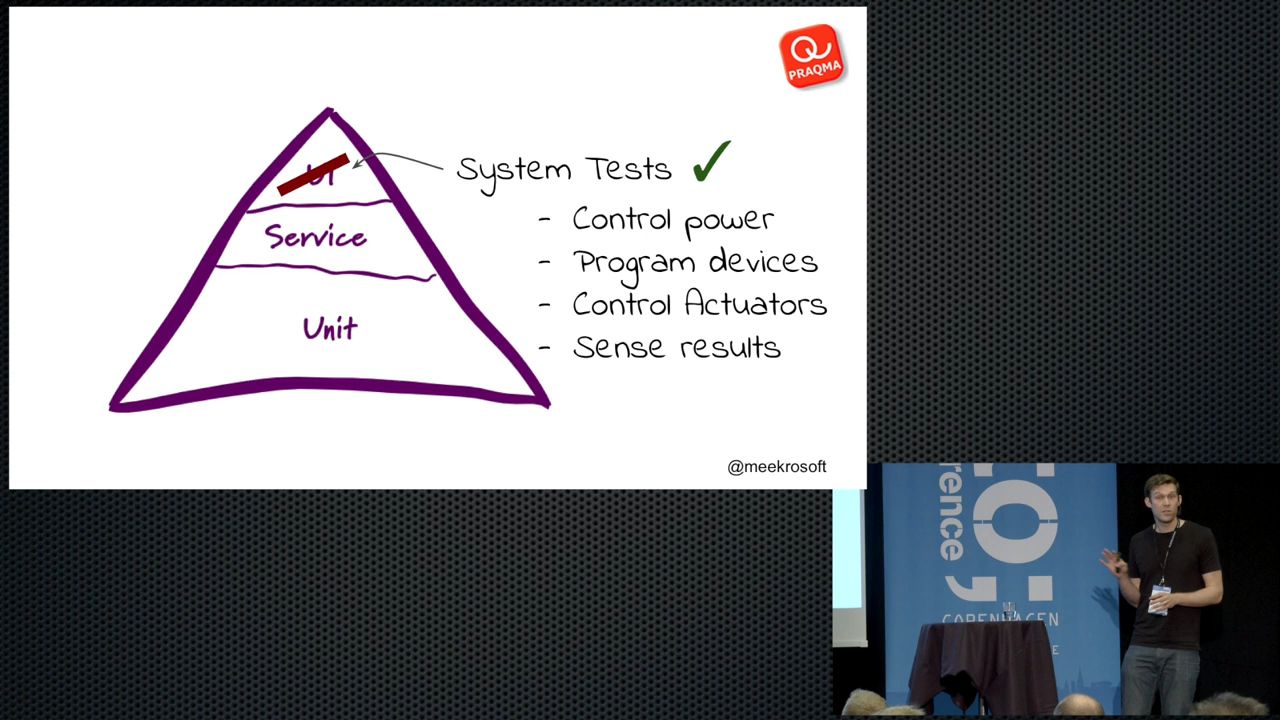 PRAQMA
UI
System Tests ✓
- Control power
Service
- Program devices
- Control Actuators
Unit
- Sense results
@meekrosoft
rence
COPENHAGEN